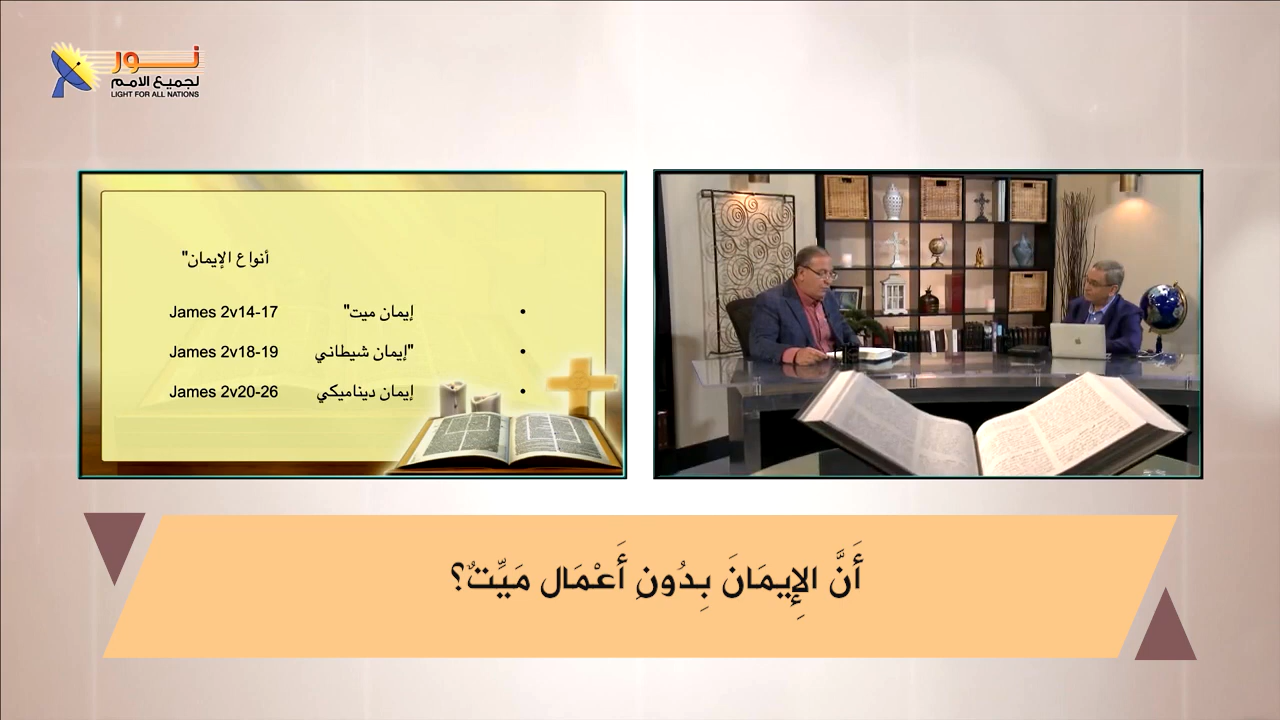 نور
لجميع الامم
LIGHT FOR ALL NATIONS
أنواع الإيمان"
• إيمان ميت" James 2v14-17
• "إيمان شيطاني James 2v18-19
• إيمان ديناميكي James 2v20-26
أَنَّ الإِيمَانَ بِدُونِ أَعْمَال مَيِّتٌ؟